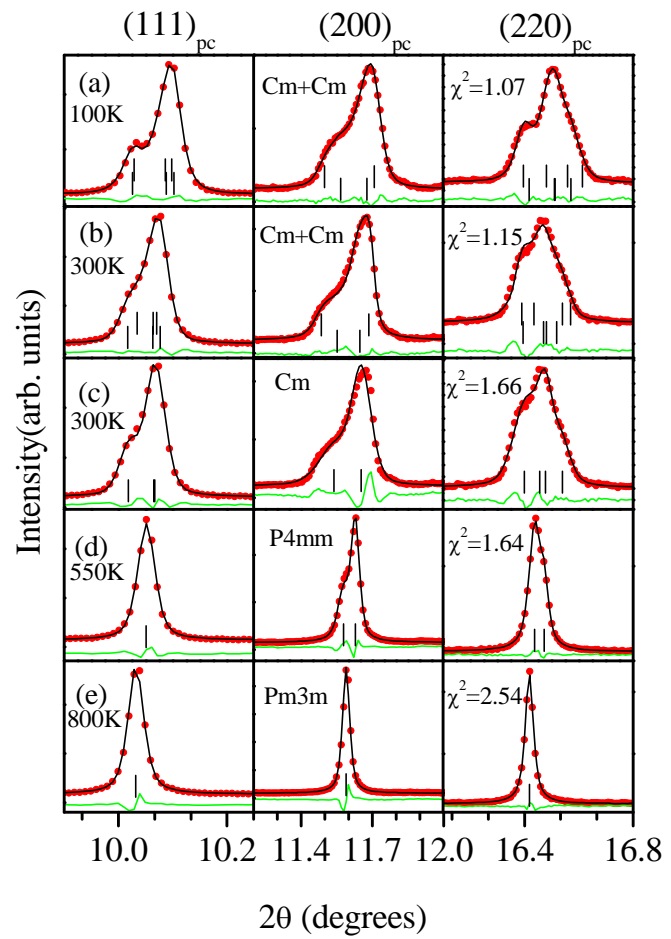 (111)pc (200)pc (220)pc
(a) 100K Cm+Cm χ²=1.07
(b) 300K Cm+Cm χ²=1.15
(c) 300K Cm χ²=1.66
(d) 550K P4mm χ²=1.64
(e) 800K Pm3m χ²=2.54
Intensity(arb. units)
10.0 10.2 11.4 11.7 12.0 16.4 16.8
2θ (degrees)